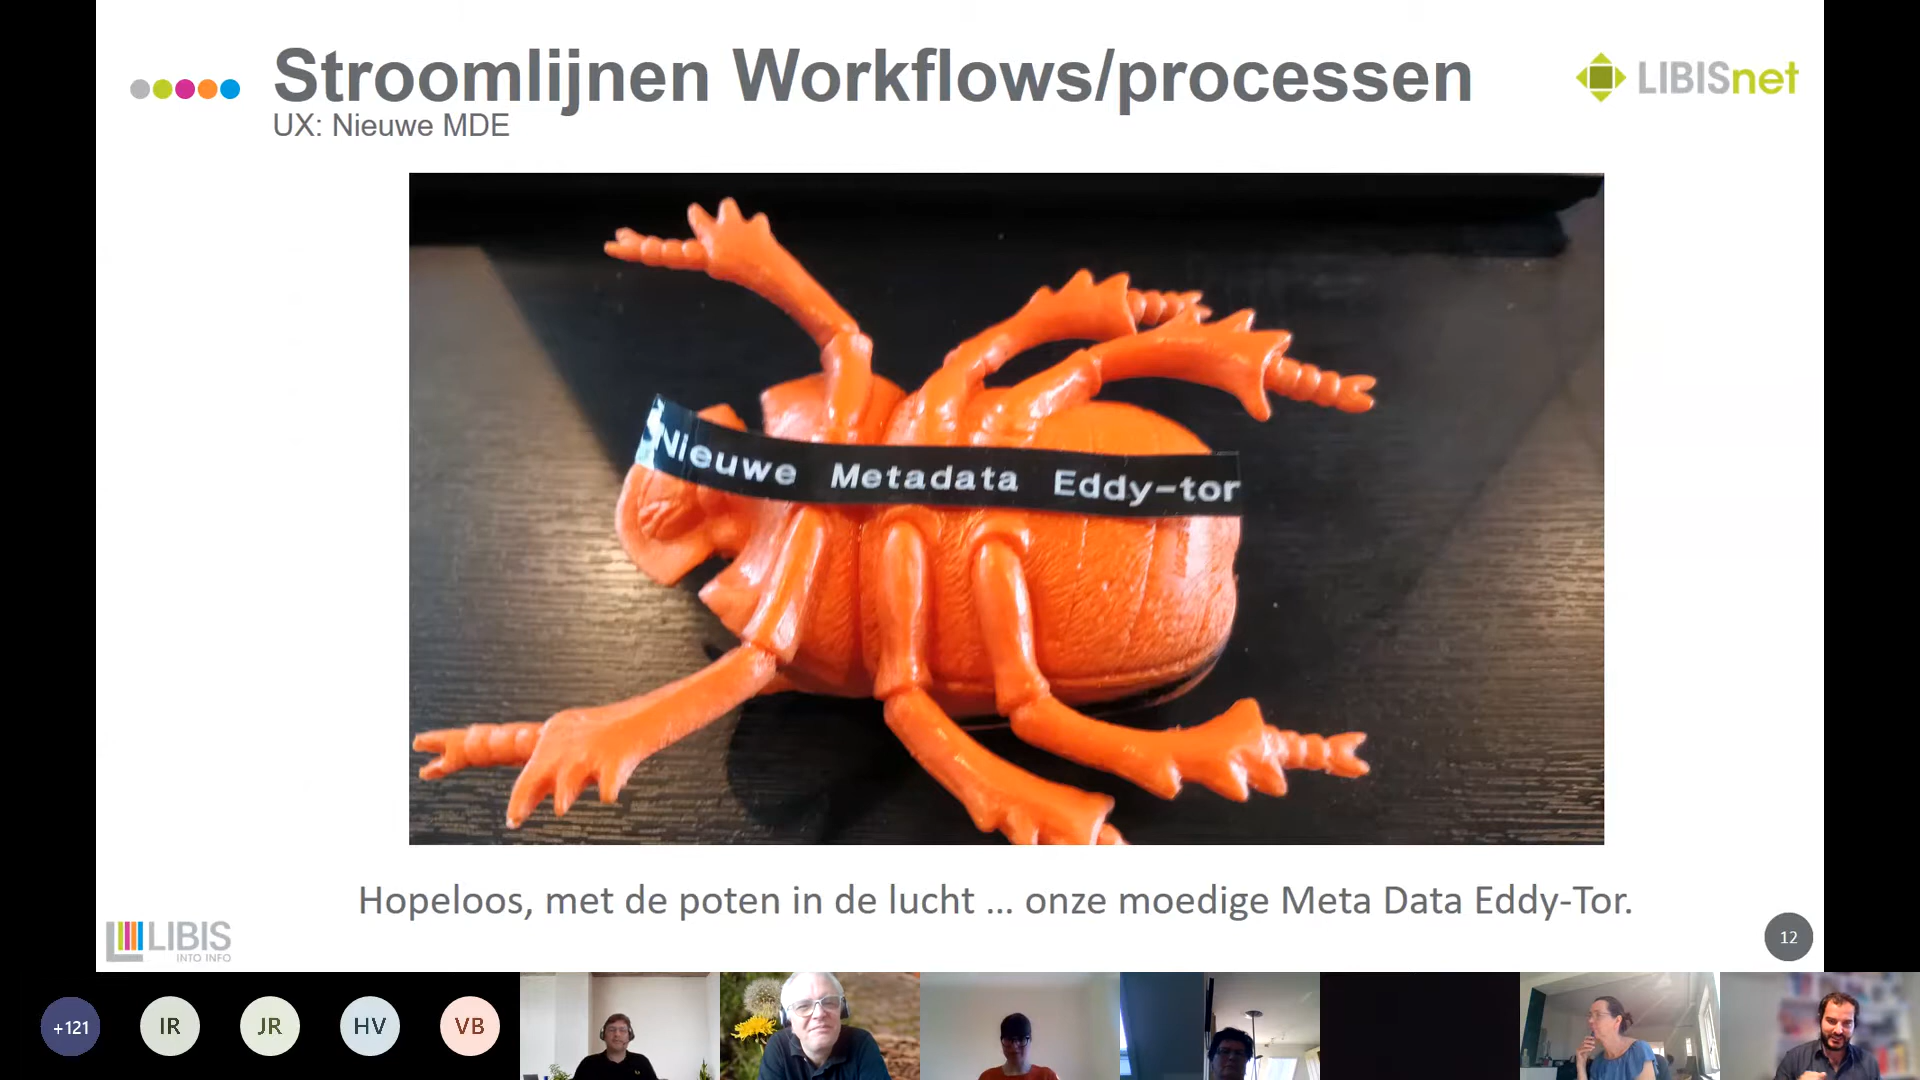 Stroomlijnen Workflows/processen
UX: Nieuwe MDE
LIBISnet
Nieuwe Metadata Eddy-tor
Hopeloos, met de poten in de lucht ... onze moedige Meta Data Eddy-Tor.
LIBIS
INTO INFO
12
+121
IR
JR
HV
VB